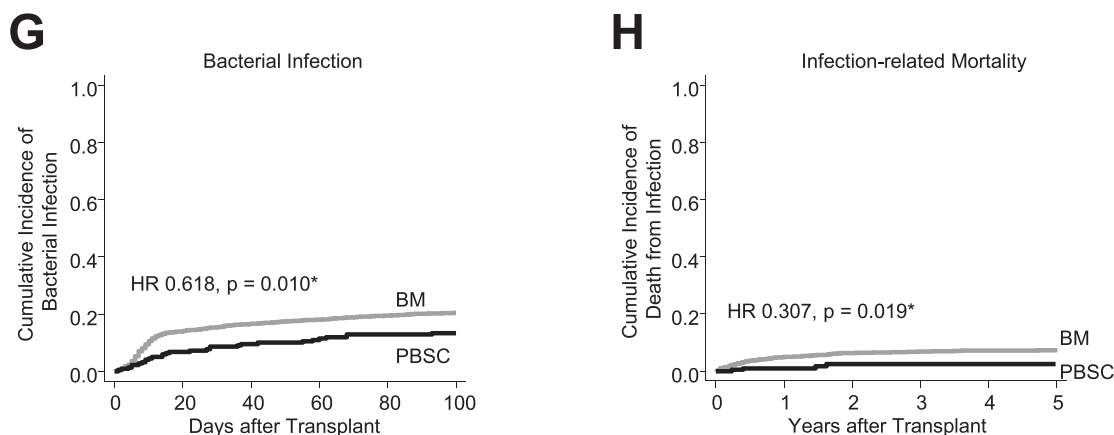 G
Bacterial Infection
Cumulative Incidence of
Bacterial Infection
1.0
0.8
0.6
0.4
0.2
0.0
HR 0.618, p = 0.010*
BM
PBSC
0 20 40 60 80 100
Days after Transplant
H
Infection-related Mortality
Cumulative Incidence of
Death from Infection
1.0
0.8
0.6
0.4
0.2
0.0
HR 0.307, p = 0.019*
BM
PBSC
0 1 2 3 4 5
Years after Transplant